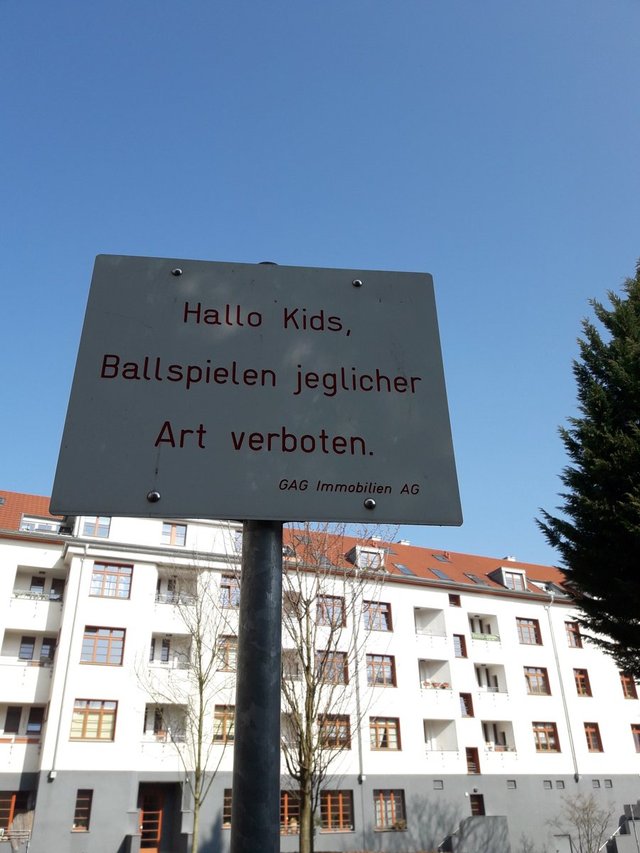 Hallo Kids,
Ballspielen jeglicher
Art verboten.
GAG Immobilien AG